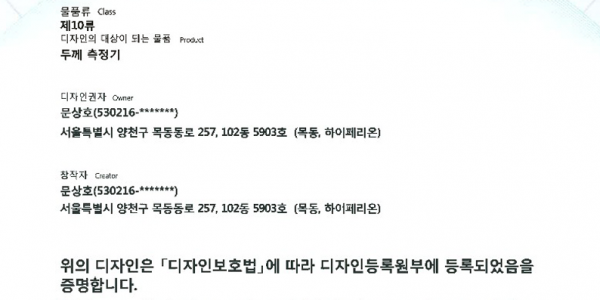 물품류 Class
제10류
디자인의 대상이 되는 물품 Product
두께 측정기
디자인권자 Owner
문상호(530216-*******)
서울특별시 양천구 목동동로 257, 102동 5903호 (목동, 하이페리온)
창작자 Creator
문상호(530216-*******)
서울특별시 양천구 목동동로 257, 102동 5903호 (목동, 하이페리온)
위의 디자인은 「디자인보호법」에 따라 디자인등록원부에 등록되었음을
증명합니다.